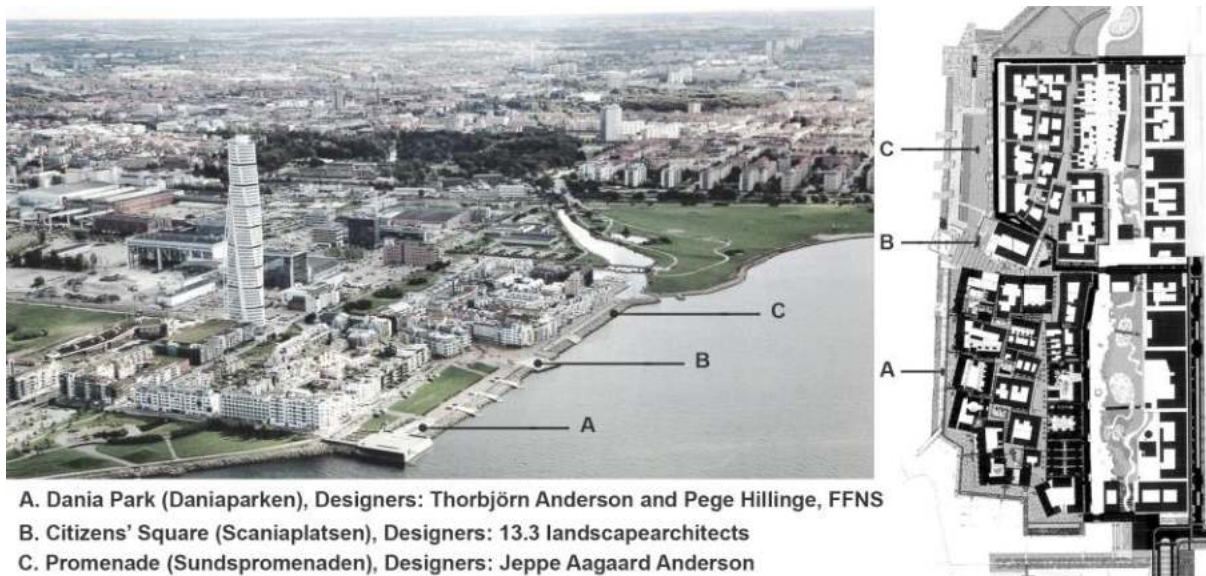 C
B
A
C
B
A
A. Dania Park (Daniaparken), Designers: Thorbjörn Anderson and Pege Hillinge, FFNS
B. Citizens' Square (Scaniaplatsen), Designers: 13.3 landscapearchitects
C. Promenade (Sundspromenaden), Designers: Jeppe Aagaard Anderson